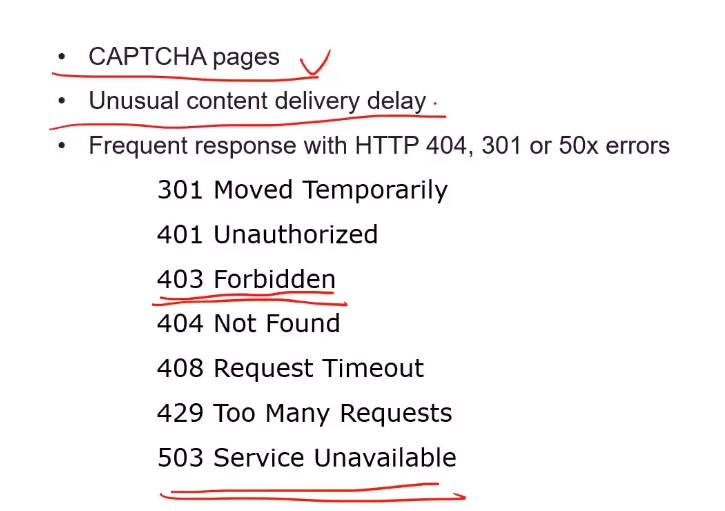 • CAPTCHA pages
• Unusual content delivery delay
• Frequent response with HTTP 404, 301 or 50x errors
301 Moved Temporarily
401 Unauthorized
403 Forbidden
404 Not Found
408 Request Timeout
429 Too Many Requests
503 Service Unavailable